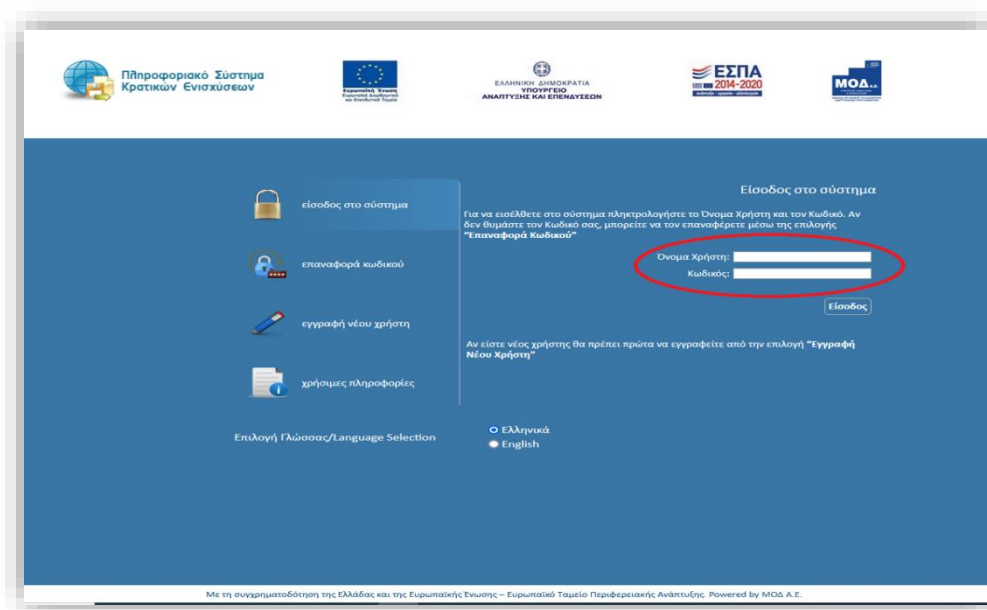 Πληροφοριακό Σύστημα
Κρατικών Ενισχύσεων
Ευρωπαϊκή Ένωση
ΕΛΛΗΝΙΚΗ ΔΗΜΟΚΡΑΤΙΑ
ΥΠΟΥΡΓΕΙΟ
ΑΝΑΠΤΥΞΗΣ ΚΑΙ ΕΠΕΝΔΥΣΕΩΝ
ΕΣΠΑ
2014-2020
ανάπτυξη - εργασία - αλληλεγγύη
ΜΟΔ Α.Ε.
είσοδος στο σύστημα
επαναφορά κωδικού
εγγραφή νέου χρήστη
χρήσιμες πληροφορίες
Είσοδος στο σύστημα
Για να εισέλθετε στο σύστημα πληκτρολογήστε το Όνομα Χρήστη και τον Κωδικό. Αν
δεν θυμάστε τον Κωδικό σας, μπορείτε να τον επαναφέρετε μέσω της επιλογής
"Επαναφορά Κωδικού"
Όνομα Χρήστη:
Κωδικός:
Είσοδος
Αν είστε νέος χρήστης θα πρέπει πρώτα να εγγραφείτε από την επιλογή "Εγγραφή
Νέου Χρήστη"
Επιλογή Γλώσσας/Language Selection
Ελληνικά
English
Με τη συγχρηματοδότηση της Ελλάδας και της Ευρωπαϊκής Ένωσης – Ευρωπαϊκό Ταμείο Περιφερειακής Ανάπτυξης. Powered by ΜΟΔ Α.Ε.